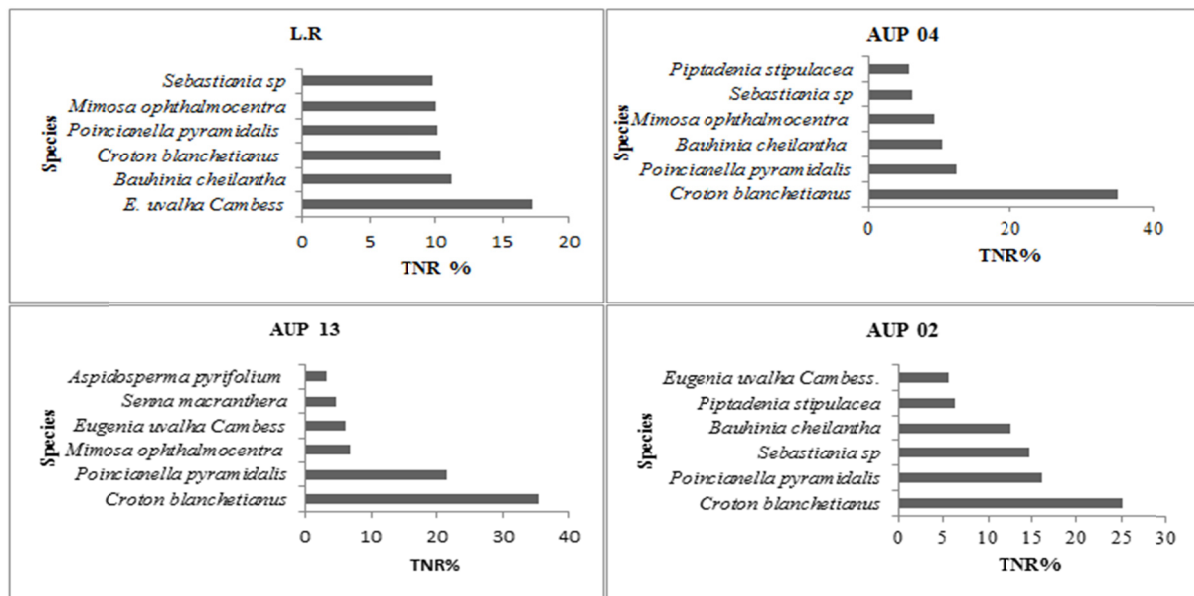 L.R
Species
Sebastiania sp
Mimosa ophthalmocentra
Poincianella pyramidalis
Croton blanchetianus
Bauhinia cheilantha
E. uvalha Cambess
0 5 10 15 20
TNR %
AUP 04
Species
Piptadenia stipulacea
Sebastiania sp
Mimosa ophthalmocentra
Bauhinia cheilantha
Poincianella pyramidalis
Croton blanchetianus
0 20 40
TNR%
AUP 13
Species
Aspidosperma pyrifolium
Senna macranthera
Eugenia uvalha Cambess
Mimosa ophthalmocentra
Poincianella pyramidalis
Croton blanchetianus
0 10 20 30 40
TNR%
AUP 02
Species
Eugenia uvalha Cambess.
Piptadenia stipulacea
Bauhinia cheilantha
Sebastiania sp
Poincianella pyramidalis
Croton blanchetianus
0 5 10 15 20 25 30
TNR%